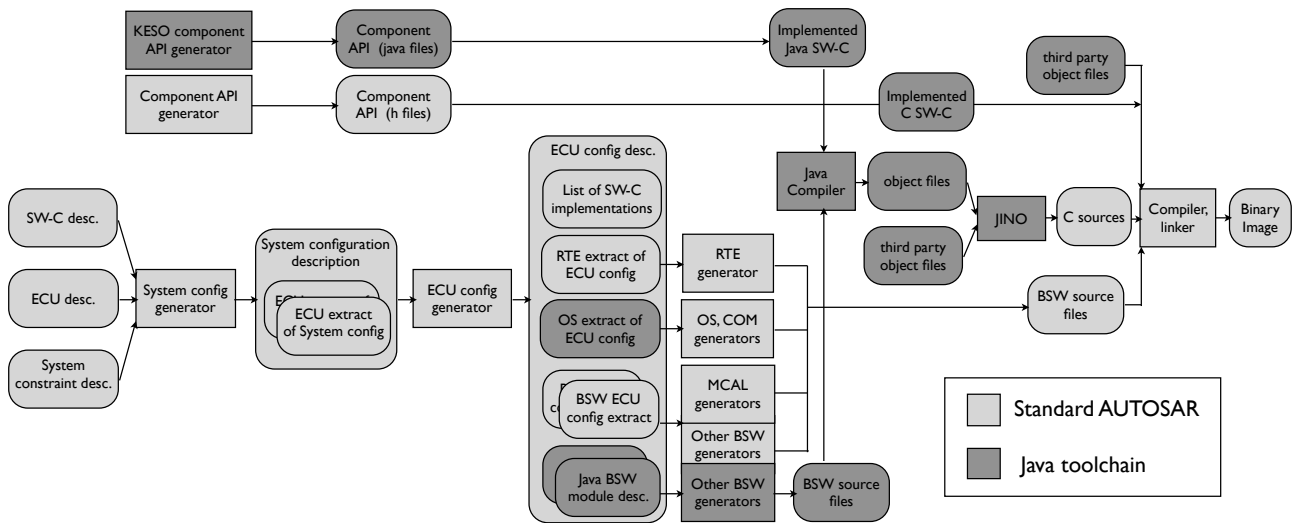 KESO component
API generator
Component
API (java files)
Implemented
Java SW-C
third party
object files
Component API
generator
Component
API (h files)
Implemented
C SW-C
ECU config desc.
List of SW-C
implementations
Java
Compiler
object files
SW-C desc.
JINO
C sources
Compiler,
linker
Binary
Image
System configuration
description
RTE extract of
ECU config
RTE
generator
third party
object files
ECU desc.
System config
generator
ECU extract
of System config
ECU config
generator
OS extract of
ECU config
OS, COM
generators
BSW source
files
System
constraint desc.
BSW ECU
config extract
MCAL
generators
Other BSW
generators
Java BSW
module desc.
Other BSW
generators
BSW source
files
Standard AUTOSAR
Java toolchain